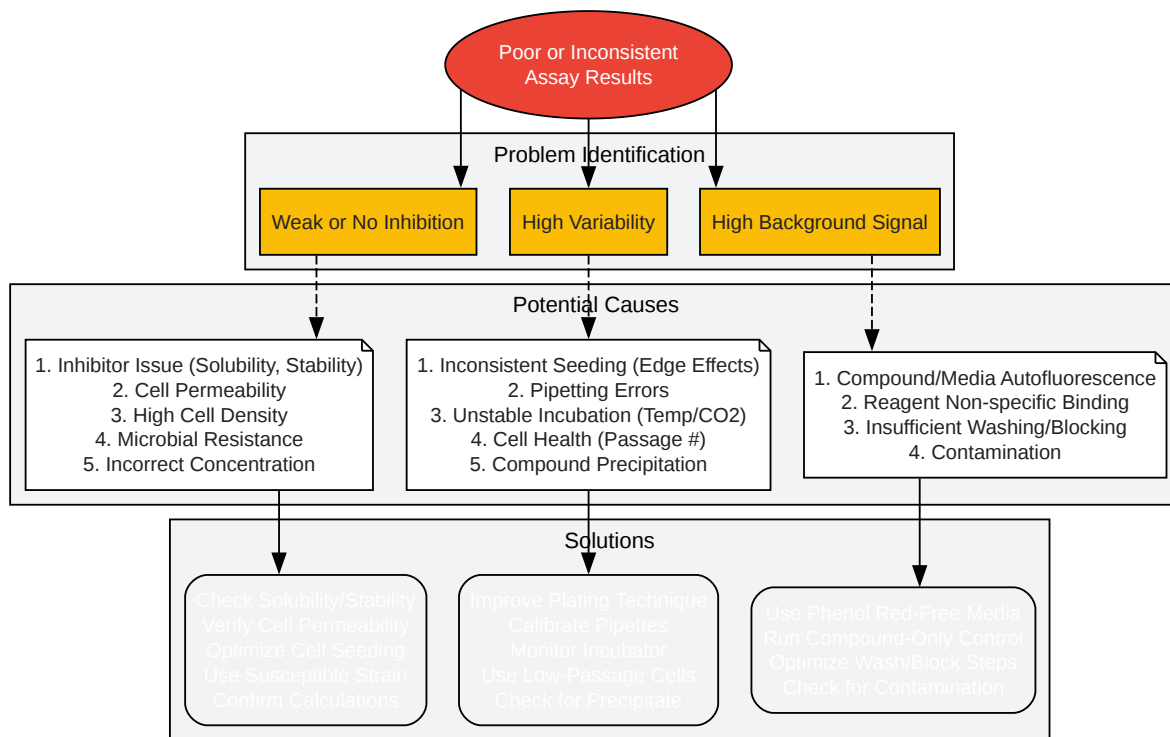 Poor or Inconsistent
Assay Results
Problem Identification
Weak or No Inhibition
High Variability
High Background Signal
Potential Causes
1. Inhibitor Issue (Solubility, Stability)
2. Cell Permeability
3. High Cell Density
4. Microbial Resistance
5. Incorrect Concentration
1. Inconsistent Seeding (Edge Effects)
2. Pipetting Errors
3. Unstable Incubation (Temp/CO2)
4. Cell Health (Passage #)
5. Compound Precipitation
1. Compound/Media Autofluorescence
2. Reagent Non-specific Binding
3. Insufficient Washing/Blocking
4. Contamination
Solutions
Check Solubility/Stability
Verify Cell Permeability
Optimize Cell Seeding
Use Susceptible Strain
Confirm Calculations
Improve Plating Technique
Calibrate Pipettes
Monitor Incubator
Use Low-Passage Cells
Check for Precipitate
Use Phenol Red-Free Media
Run Compound-Only Control
Optimize Wash/Block Steps
Check for Contamination